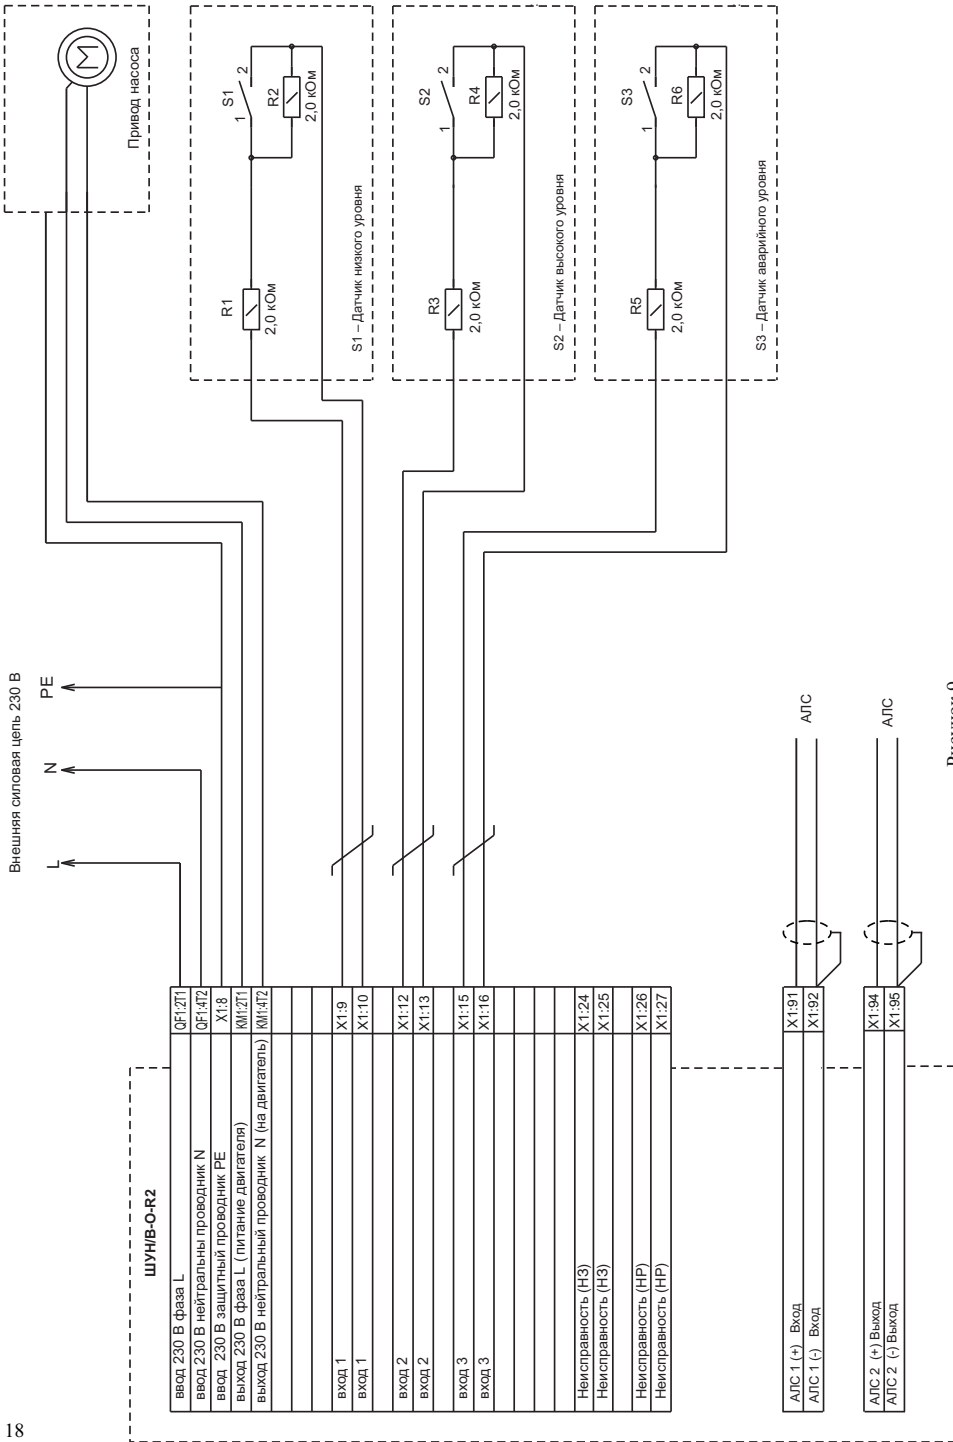 18
Внешняя силовая цепь 230 В
L
N
PE
Привод насоса
M
ШУН/В-О-R2
ввод 230 В фаза L
QF1:2T1
ввод 230 В нейтральны проводник N
QF1:4T2
ввод 230 В защитный проводник PE
X1:8
выход 230 В фаза L ( питание двигателя)
KM1:2T1
выход 230 В нейтральный проводник N (на двигатель)
KM1:4T2
вход 1
X1:9
вход 1
X1:10
вход 2
X1:12
вход 2
X1:13
вход 3
X1:15
вход 3
X1:16
Неисправность (НЗ)
X1:24
Неисправность (НЗ)
X1:25
Неисправность (НР)
X1:26
Неисправность (НР)
X1:27
АЛС 1 (+) Вход
X1:91
АЛС 1 (-) Вход
X1:92
АЛС
АЛС 2 (+) Выход
X1:94
АЛС 2 (-) Выход
X1:95
АЛС
R1
2,0 кОм
S1
1
2
R2
2,0 кОм
S1 – Датчик низкого уровня
R3
2,0 кОм
S2
1
2
R4
2,0 кОм
S2 – Датчик высокого уровня
R5
2,0 кОм
S3
1
2
R6
2,0 кОм
S3 – Датчик аварийного уровня